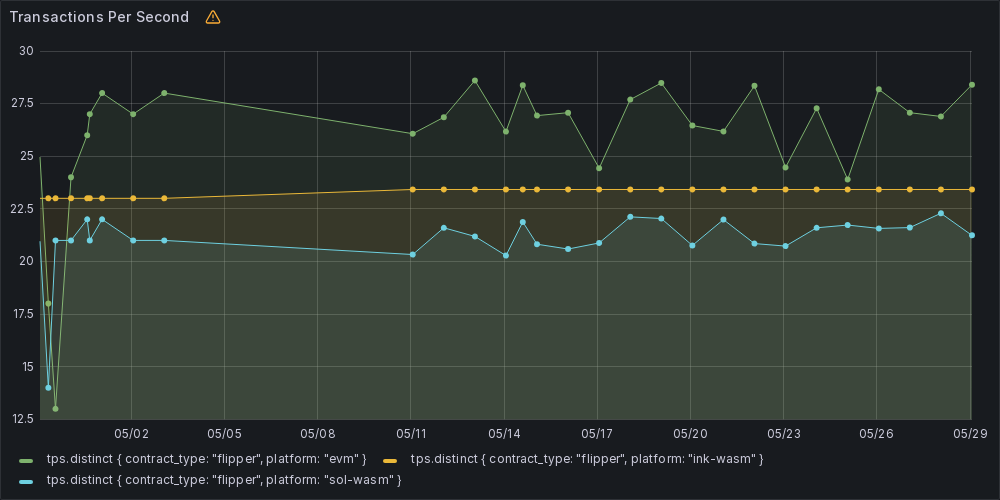 Transactions Per Second
30
27.5
25
22.5
20
17.5
15
12.5
05/02 05/05 05/08 05/11 05/14 05/17 05/20 05/23 05/26 05/29
tps.distinct { contract_type: "flipper", platform: "evm" } tps.distinct { contract_type: "flipper", platform: "ink-wasm" }
tps.distinct { contract_type: "flipper", platform: "sol-wasm" }